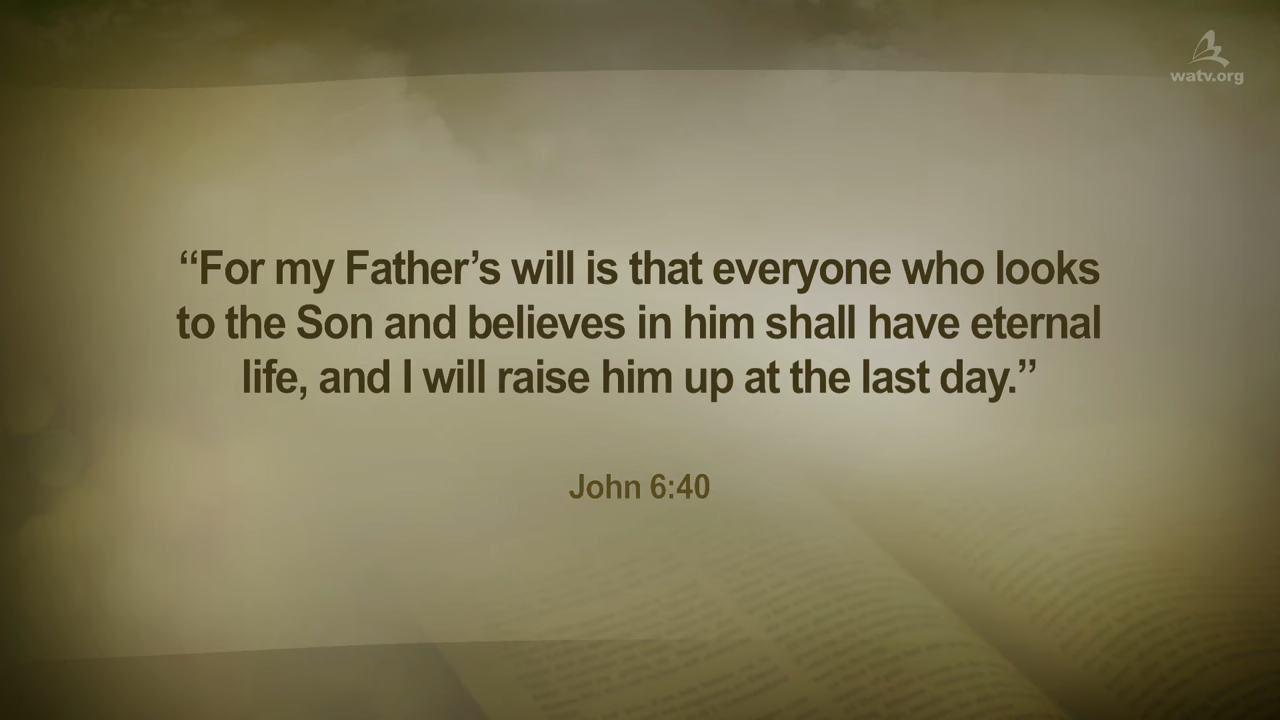 watv.org
“For my Father’s will is that everyone who looks
to the Son and believes in him shall have eternal
life, and I will raise him up at the last day.”
John 6:40